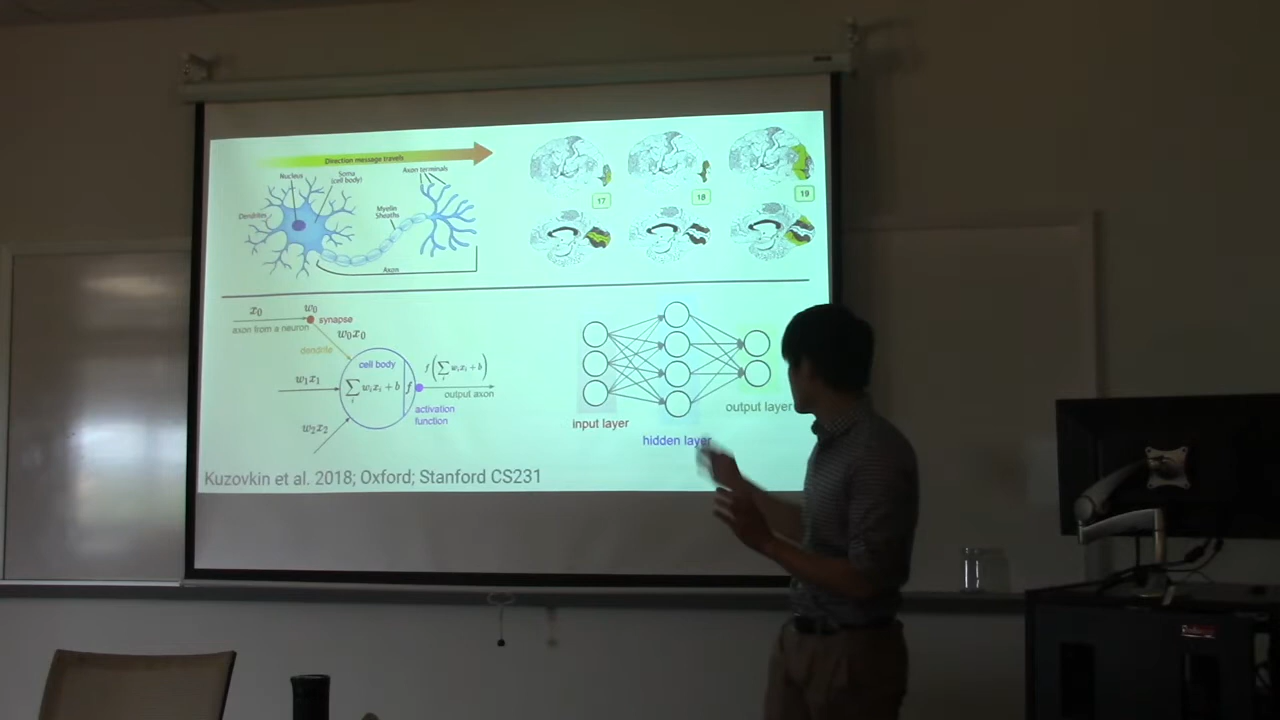 Direction message travels
Nucleus
Soma
(cell body)
Axon terminals
Dendrites
Myelin
Sheaths
Axon
17
18
19
x₀
w₀
synapse
axon from a neuron
w₀x₀
dendrite
cell body
f(∑ᵢ wᵢxᵢ + b)
w₁x₁
∑ᵢ wᵢxᵢ + b
f
output axon
activation
function
w₂x₂
input layer
hidden layer
output layer
Kuzovkin et al. 2018; Oxford; Stanford CS231